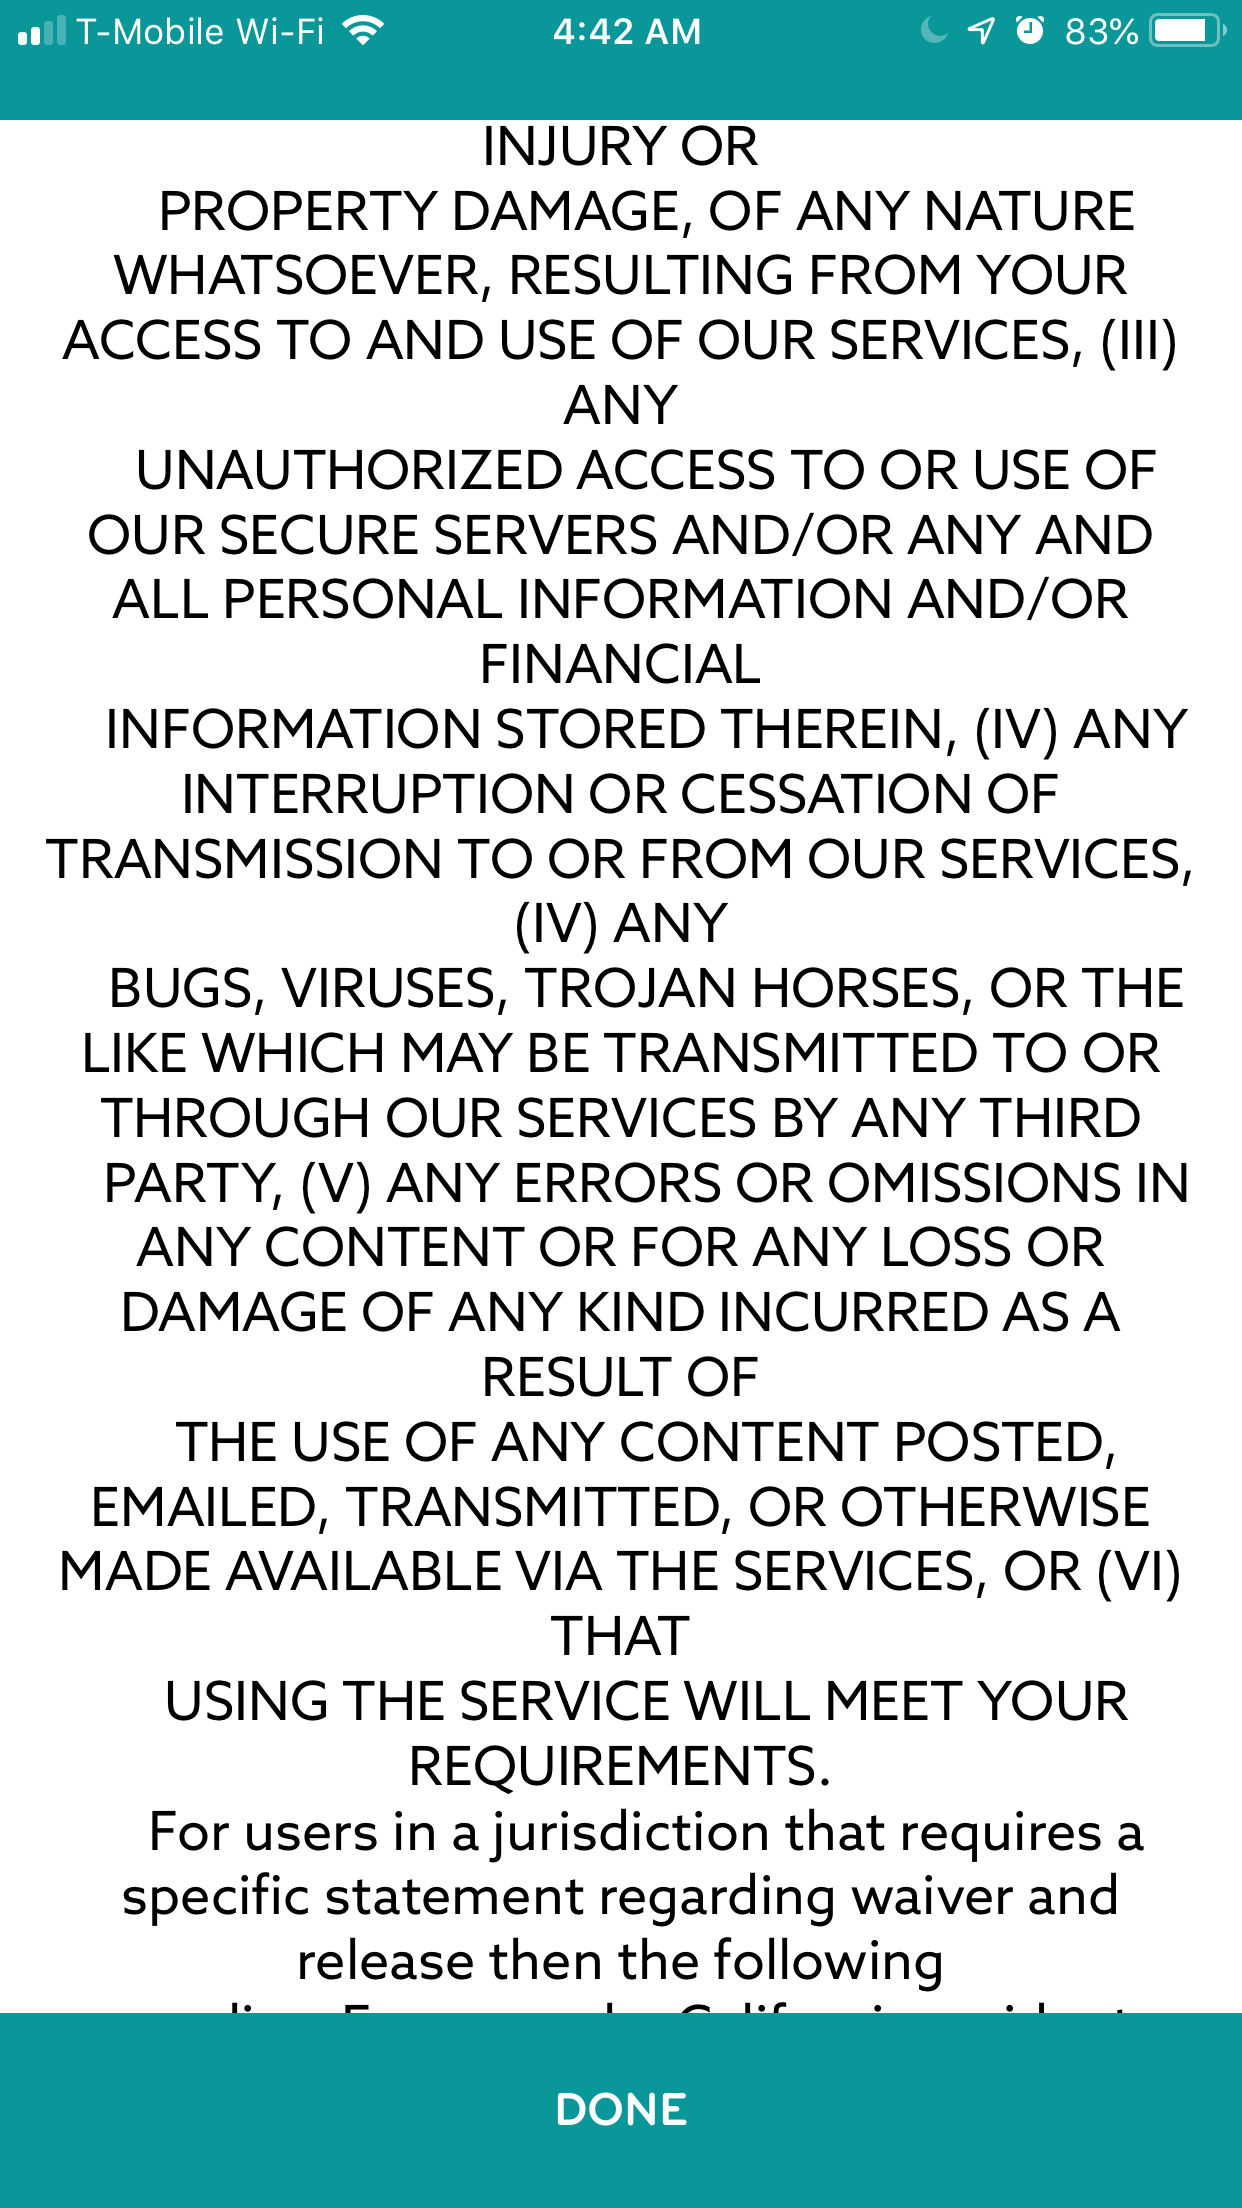 T-Mobile Wi-Fi 4:42 AM 83%
INJURY OR
PROPERTY DAMAGE, OF ANY NATURE
WHATSOEVER, RESULTING FROM YOUR
ACCESS TO AND USE OF OUR SERVICES, (III)
ANY
UNAUTHORIZED ACCESS TO OR USE OF
OUR SECURE SERVERS AND/OR ANY AND
ALL PERSONAL INFORMATION AND/OR
FINANCIAL
INFORMATION STORED THEREIN, (IV) ANY
INTERRUPTION OR CESSATION OF
TRANSMISSION TO OR FROM OUR SERVICES,
(IV) ANY
BUGS, VIRUSES, TROJAN HORSES, OR THE
LIKE WHICH MAY BE TRANSMITTED TO OR
THROUGH OUR SERVICES BY ANY THIRD
PARTY, (V) ANY ERRORS OR OMISSIONS IN
ANY CONTENT OR FOR ANY LOSS OR
DAMAGE OF ANY KIND INCURRED AS A
RESULT OF
THE USE OF ANY CONTENT POSTED,
EMAILED, TRANSMITTED, OR OTHERWISE
MADE AVAILABLE VIA THE SERVICES, OR (VI)
THAT
USING THE SERVICE WILL MEET YOUR
REQUIREMENTS.
For users in a jurisdiction that requires a
specific statement regarding waiver and
release then the following
DONE